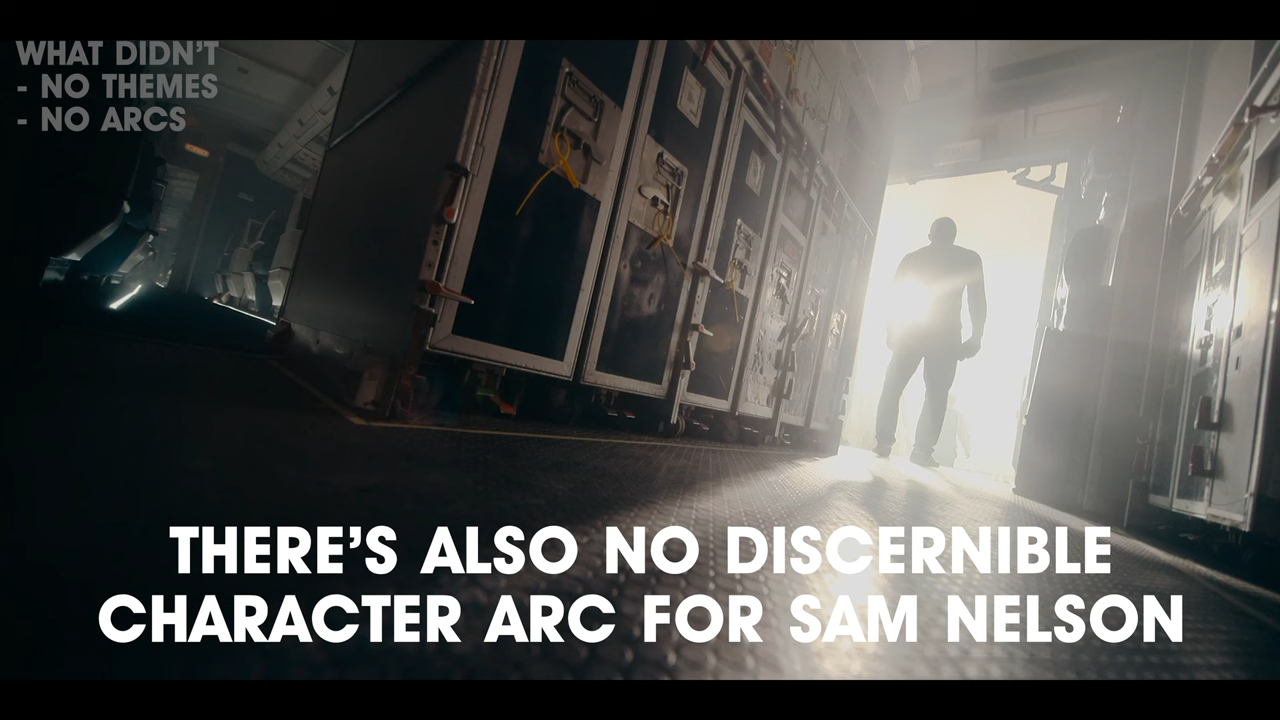 WHAT DIDN'T
- NO THEMES
- NO ARCS
THERE'S ALSO NO DISCERNIBLE
CHARACTER ARC FOR SAM NELSON